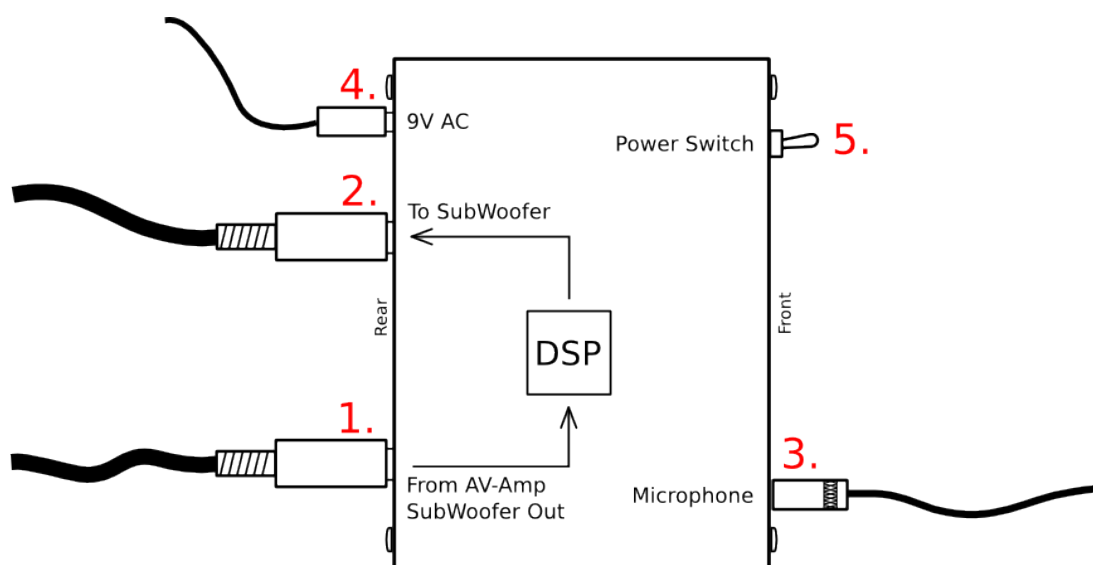 4.
9V AC
Power Switch
5.
2.
To SubWoofer
Rear
Front
DSP
1.
From AV-Amp
SubWoofer Out
3.
Microphone